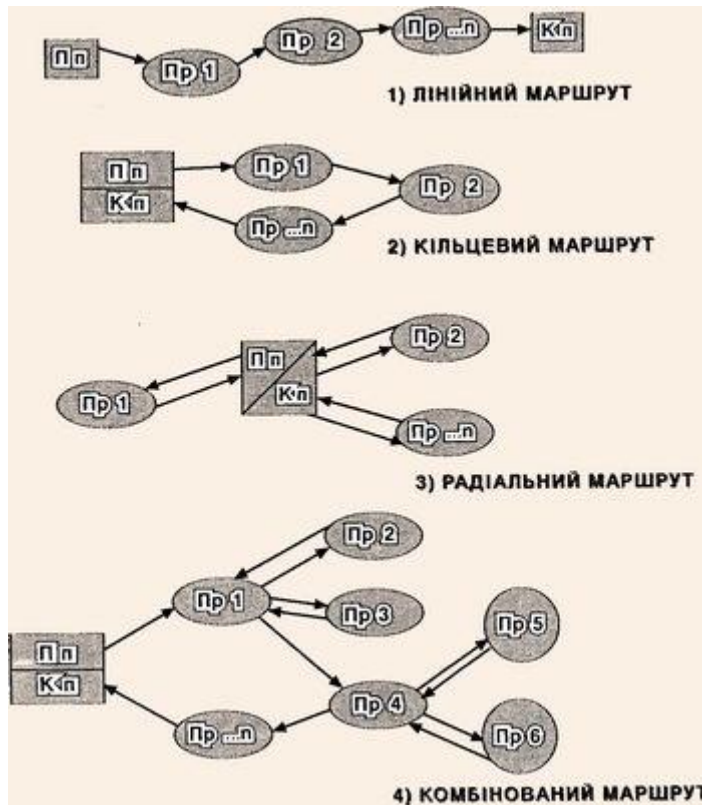 Пп Пр 1 Пр 2 Пр ...n Кп
1) ЛІНІЙНИЙ МАРШРУТ
Пп Пр 1
Пр 2
Кп
Пр ...n
2) КІЛЬЦЕВИЙ МАРШРУТ
Пр 2
Пп
Кп
Пр 1
Пр ...n
3) РАДІАЛЬНИЙ МАРШРУТ
Пр 2
Пр 1
Пр 3
Пр 5
Пп
Кп
Пр 4
Пр ...n
Пр 6
4) КОМБІНОВАНИЙ МАРШРУТ